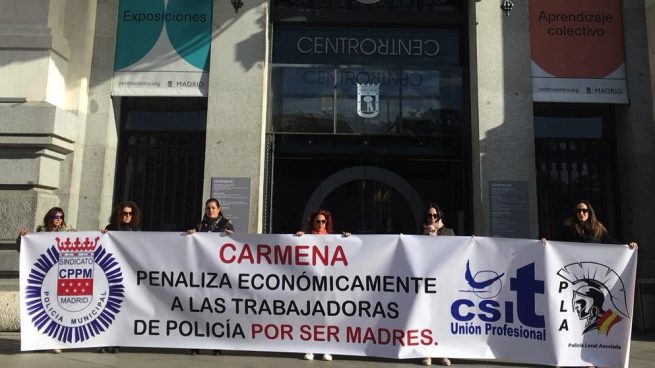 Exposiciones
Aprendizaje
colectivo
CENTROCENTRO
centrocentro.org
MADRID
centrocentro.org
MADRID
SINDICATO
CPPM
MADRID
POLICÍA MUNICIPAL
CARMENA
PENALIZA ECONÓMICAMENTE
A LAS TRABAJADORAS
DE POLICÍA POR SER MADRES.
csit
Unión Profesional
PLA
Policía Local Asociada